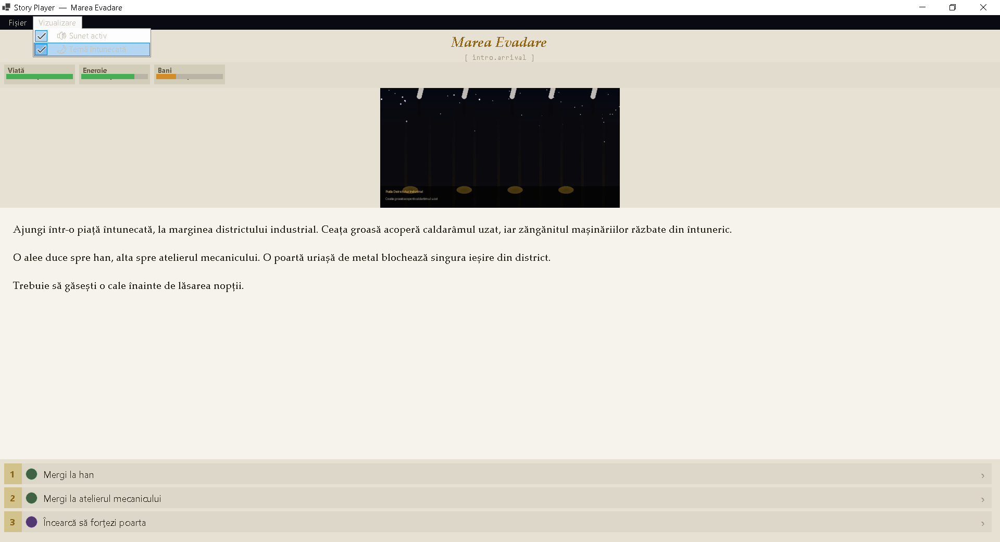 Story Player — Marea Evadare
Fișier Vizualizare
Sunet activ
Temă întunecată
Marea Evadare
[ intro.arrival ]
Viată Energie Bani
Piața Districtului Industrial
Ceața groasă acoperă caldarâmul uzat
Ajungi într-o piață întunecată, la marginea districtului industrial. Ceața groasă acoperă caldarâmul uzat, iar zăngănitul mașinăriilor răzbate din întuneric.
O alee duce spre han, alta spre atelierul mecanicului. O poartă uriașă de metal blochează singura ieșire din district.
Trebuie să găsești o cale înainte de lăsarea nopții.
1 Mergi la han ›
2 Mergi la atelierul mecanicului ›
3 Încearcă să forțezi poarta ›